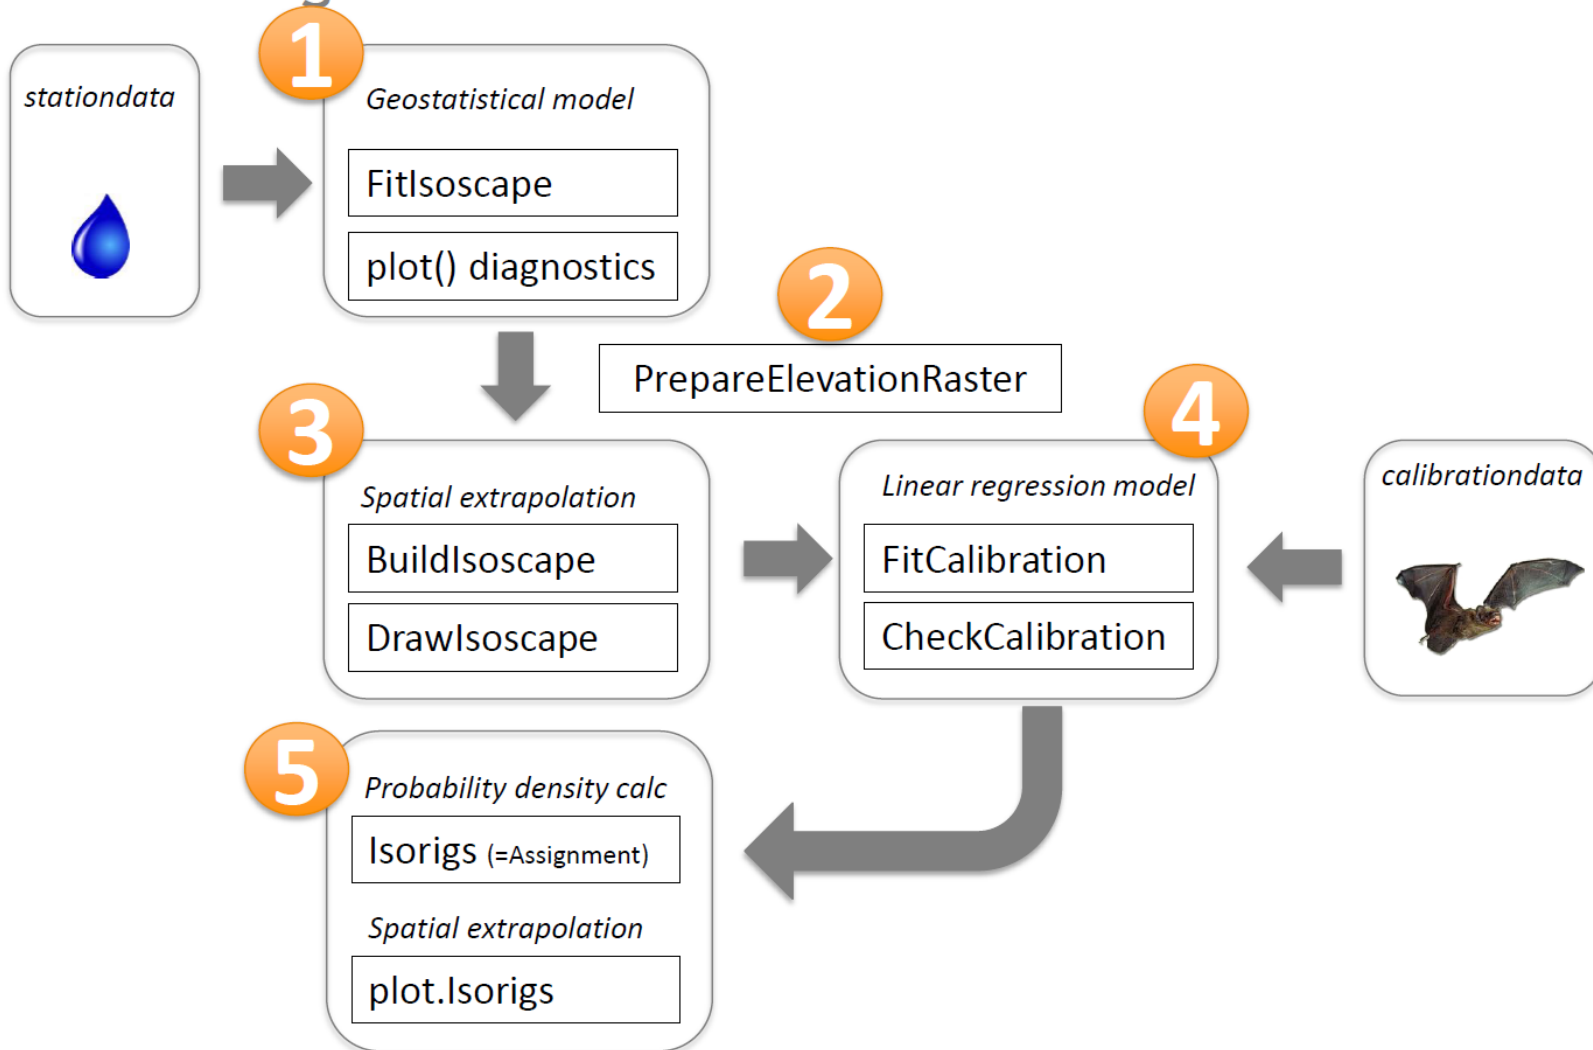 stationdata
1
Geostatistical model
FitIsoscape
plot() diagnostics
2
PrepareElevationRaster
3
Spatial extrapolation
BuildIsoscape
DrawIsoscape
4
Linear regression model
FitCalibration
CheckCalibration
calibrationdata
5
Probability density calc
Isorigs (=Assignment)
Spatial extrapolation
plot.Isorigs